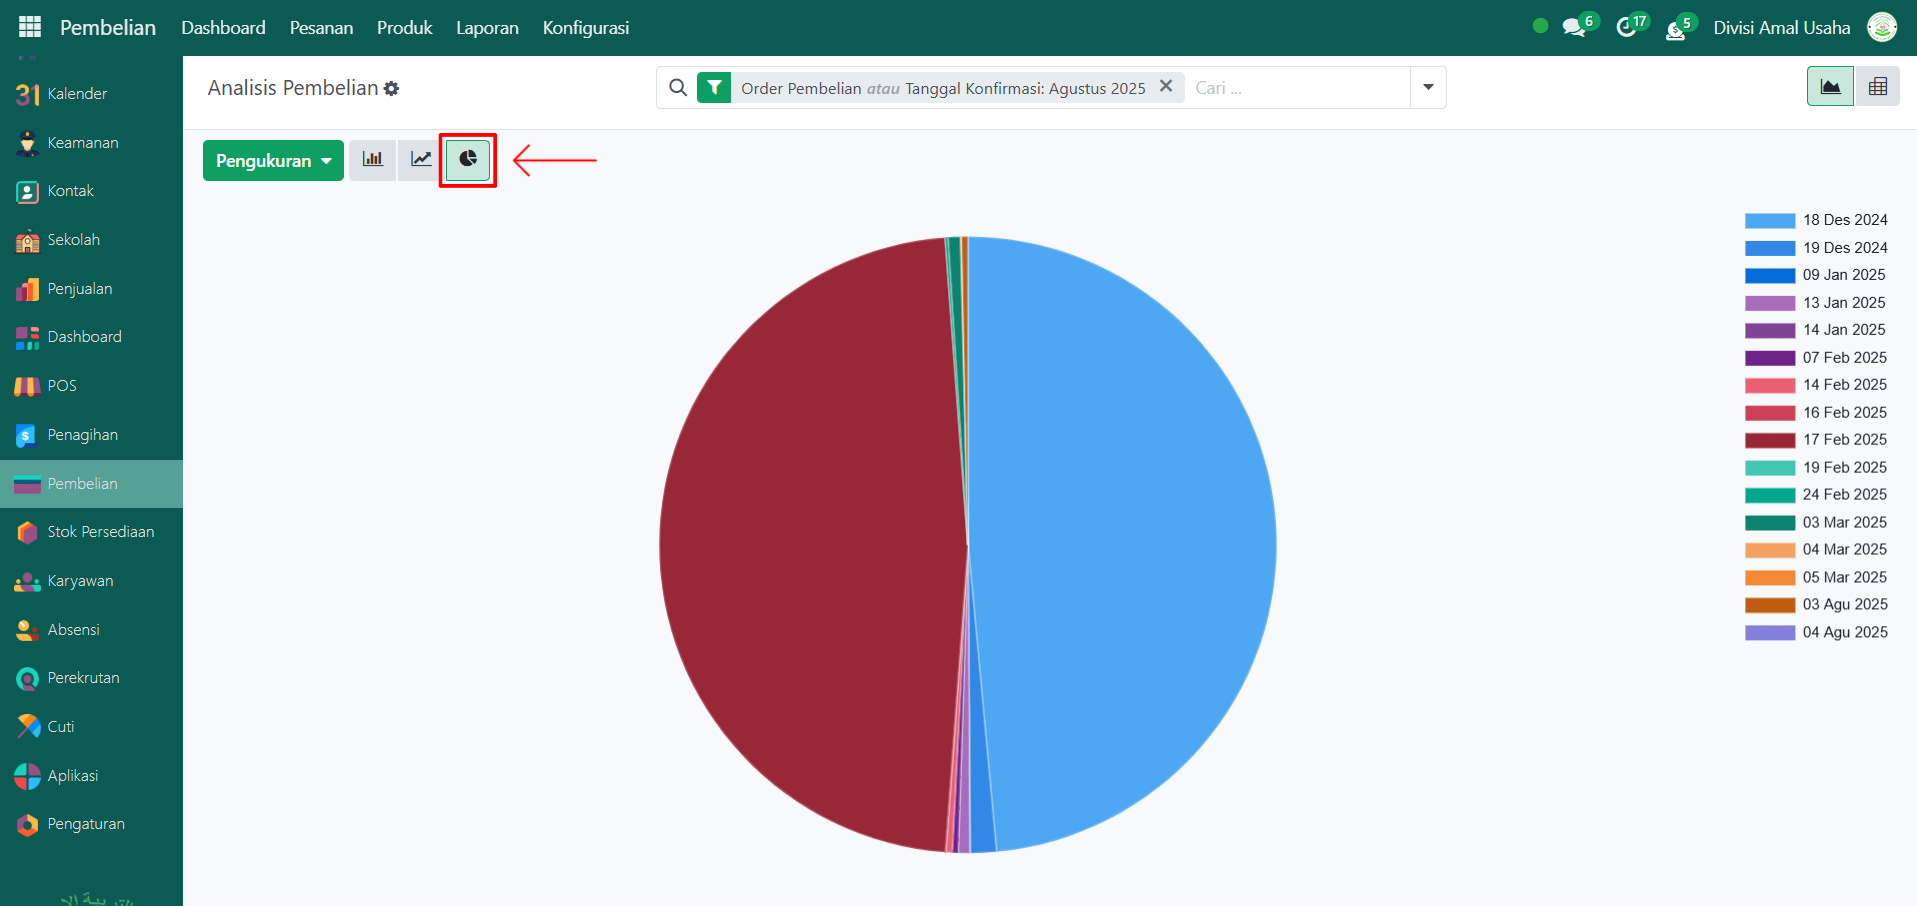 Pembelian Dashboard Pesanan Produk Laporan Konfigurasi 6 17 5 Divisi Amal Usaha
Analisis Pembelian Order Pembelian atau Tanggal Konfirmasi: Agustus 2025 Cari ...
Pengukuran
31 Kalender
Keamanan
Kontak
Sekolah
Penjualan
Dashboard
POS
Penagihan
Pembelian
Stok Persediaan
Karyawan
Absensi
Perekrutan
Cuti
Aplikasi
Pengaturan
18 Des 2024
19 Des 2024
09 Jan 2025
13 Jan 2025
14 Jan 2025
07 Feb 2025
14 Feb 2025
16 Feb 2025
17 Feb 2025
19 Feb 2025
24 Feb 2025
03 Mar 2025
04 Mar 2025
05 Mar 2025
03 Agu 2025
04 Agu 2025